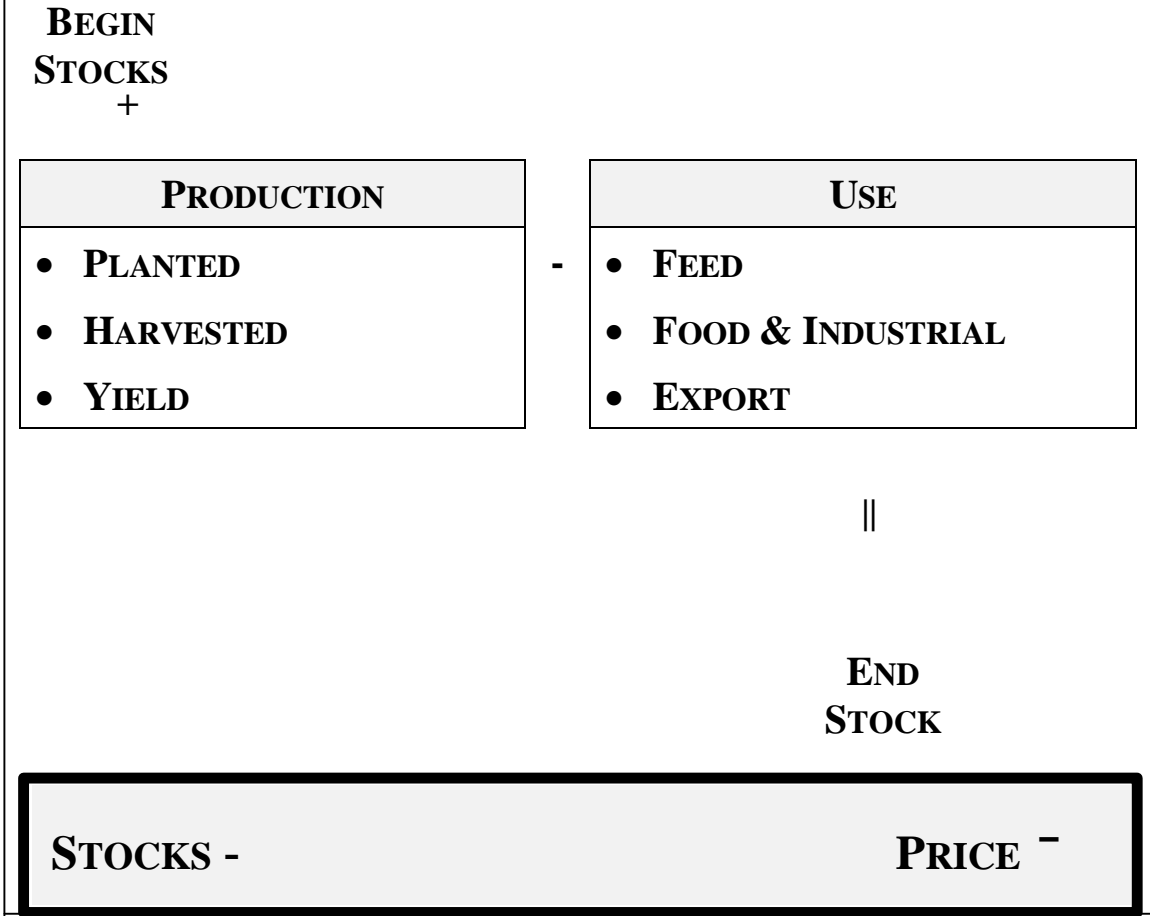 BEGIN
STOCKS
+
PRODUCTION
• PLANTED
• HARVESTED
• YIELD
-
USE
• FEED
• FOOD & INDUSTRIAL
• EXPORT
||
END
STOCK
STOCKS - PRICE ¯